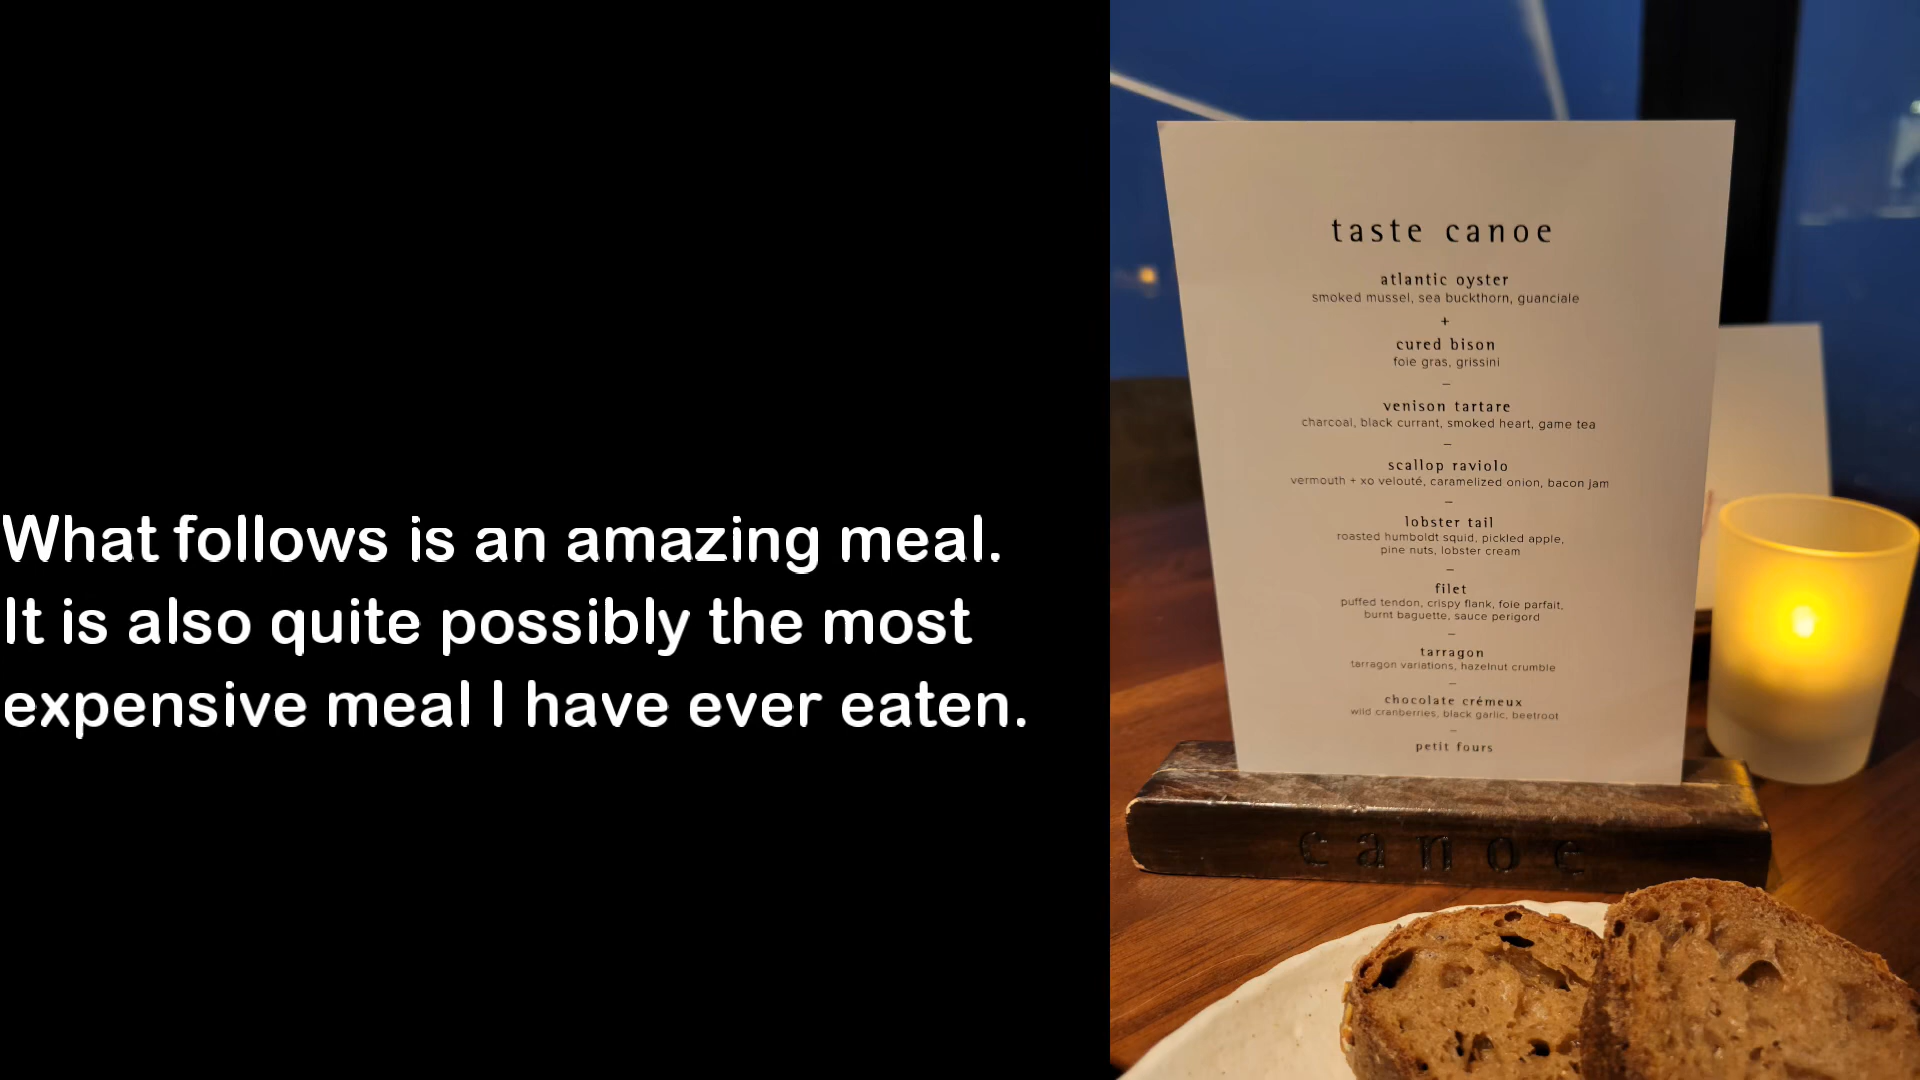 What follows is an amazing meal.
It is also quite possibly the most
expensive meal I have ever eaten.
taste canoe
atlantic oyster
smoked mussel, sea buckthorn, guanciale
+
cured bison
foie gras, grissini
–
venison tartare
charcoal, black currant, smoked heart, game tea
–
scallop raviolo
vermouth + xo velouté, caramelized onion, bacon jam
–
lobster tail
roasted humboldt squid, pickled apple,
pine nuts, lobster cream
–
filet
puffed tendon, crispy flank, foie parfait,
burnt baguette, sauce perigord
–
tarragon
tarragon variations, hazelnut crumble
–
chocolate crémeux
wild cranberries, black garlic, beetroot
–
petit fours
canoe